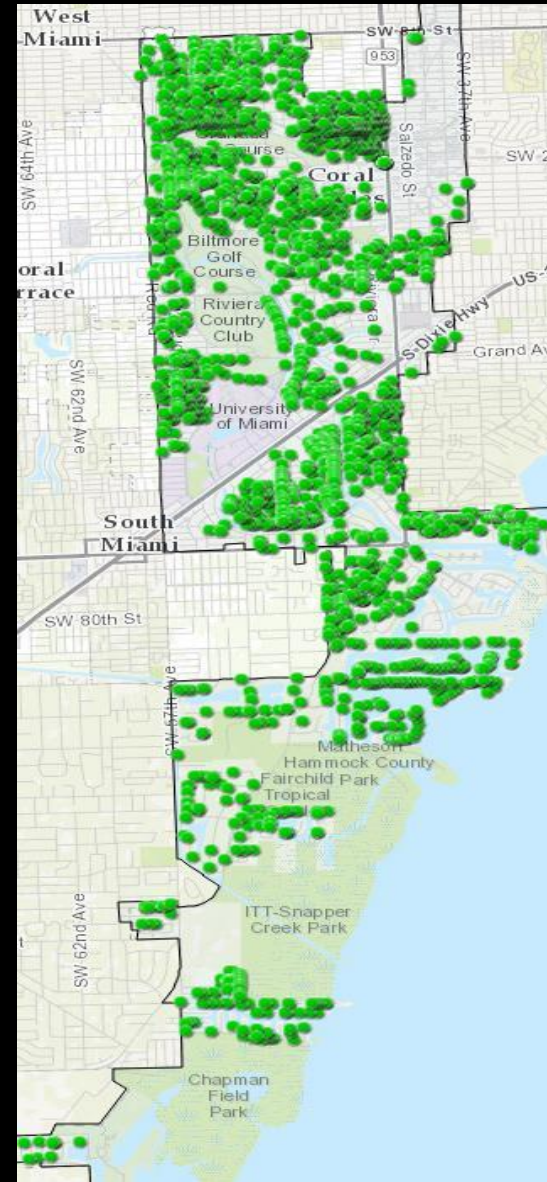 West
Miami
SW 8th St
953
SW 37th Ave
SW 64th Ave
Salzedo St
SW 2
Course
Coral
oral
rrace
Biltmore
Golf
Course
Riviera
Country
Club
US-
S Dixie Hwy
Grand Av
SW 62nd Ave
University
of Miami
South
Miami
SW 80th St
SW 67th Ave
Matheson
Hammock County
Park
Fairchild
Tropical
SW 62nd Ave
t
ITT-Snapper
Creek Park
Chapman
Field
Park